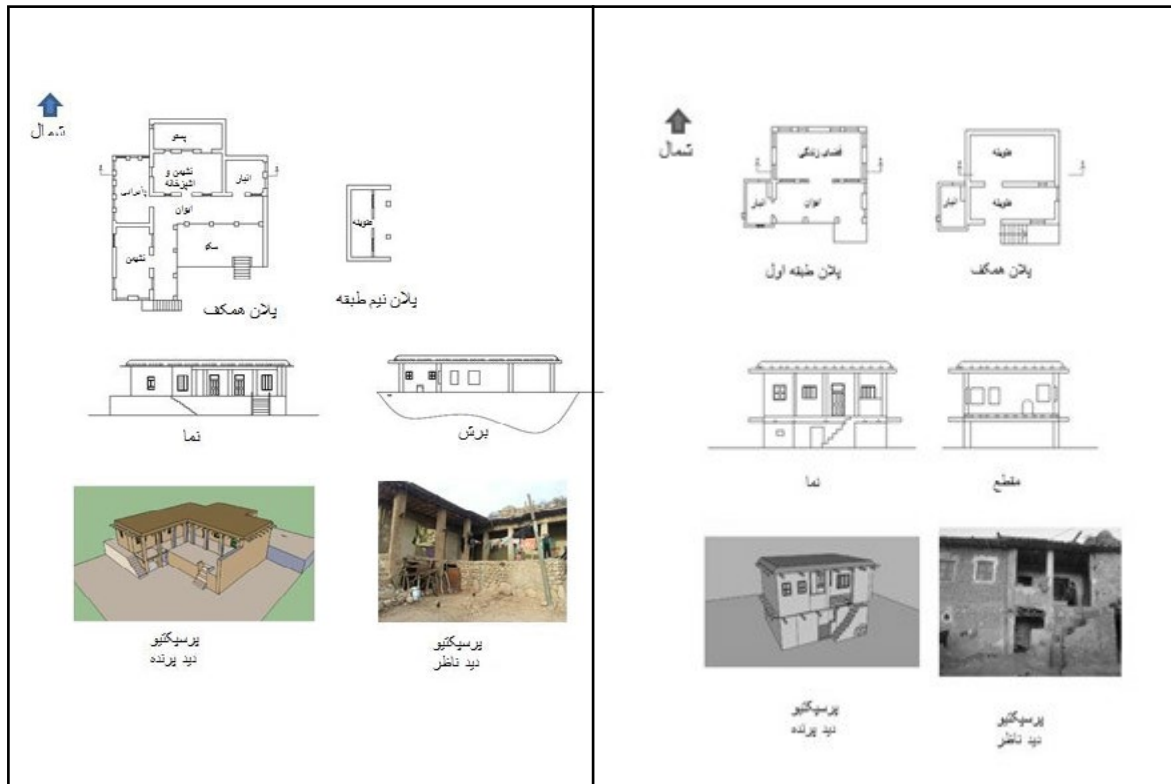 شمال
پستو
نشیمن و
آشپزخانه
انبار
پذیرایی
ایوان
سکو
نشیمن
طویله
پلان همکف
پلان نیم طبقه
نما
برش
پرسپکتیو
دید پرنده
پرسپکتیو
دید ناظر
شمال
فضای زندگی
انبار
ایوان
طویله
انبار
طویله
پلان طبقه اول
پلان همکف
نما
مقطع
پرسپکتیو
دید پرنده
پرسپکتیو
دید ناظر